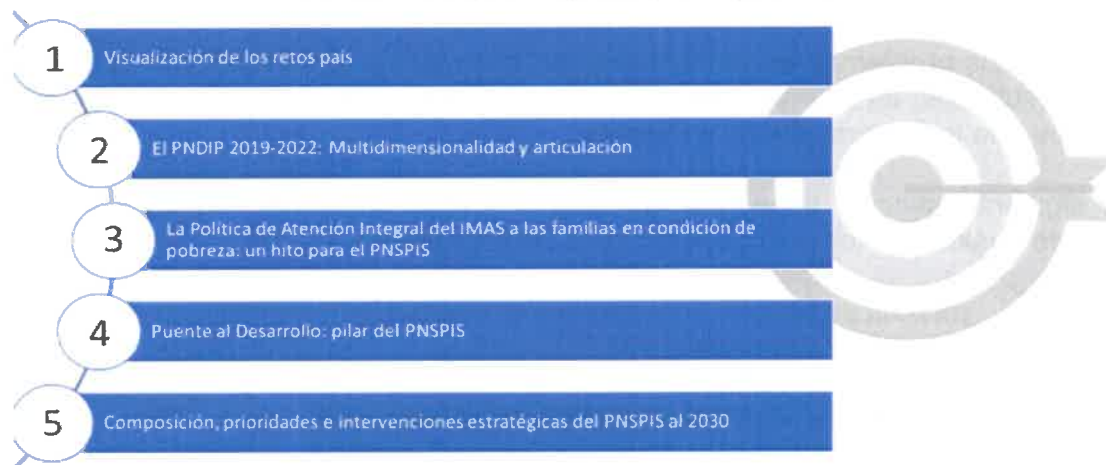 1
Visualización de los retos país
2
El PNDIP 2019-2022: Multidimensionalidad y articulación
3
La Política de Atención Integral del IMAS a las familias en condición de
pobreza: un hito para el PNSPIS
4
Puente al Desarrollo: pilar del PNSPIS
5
Composición, prioridades e intervenciones estratégicas del PNSPIS al 2030